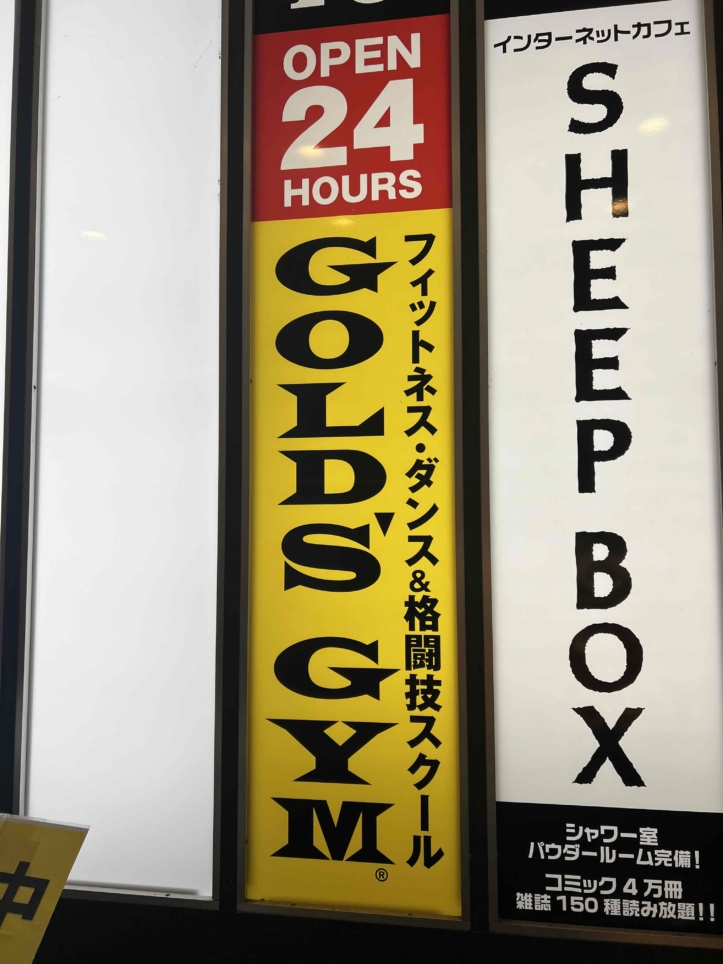 OPEN
24
HOURS
GOLD'S GYM
®
フィットネス・ダンス&格闘技スクール
インターネットカフェ
SHEEP BOX
シャワー室
パウダールーム完備!
コミック4万冊
雑誌150種読み放題!!
中